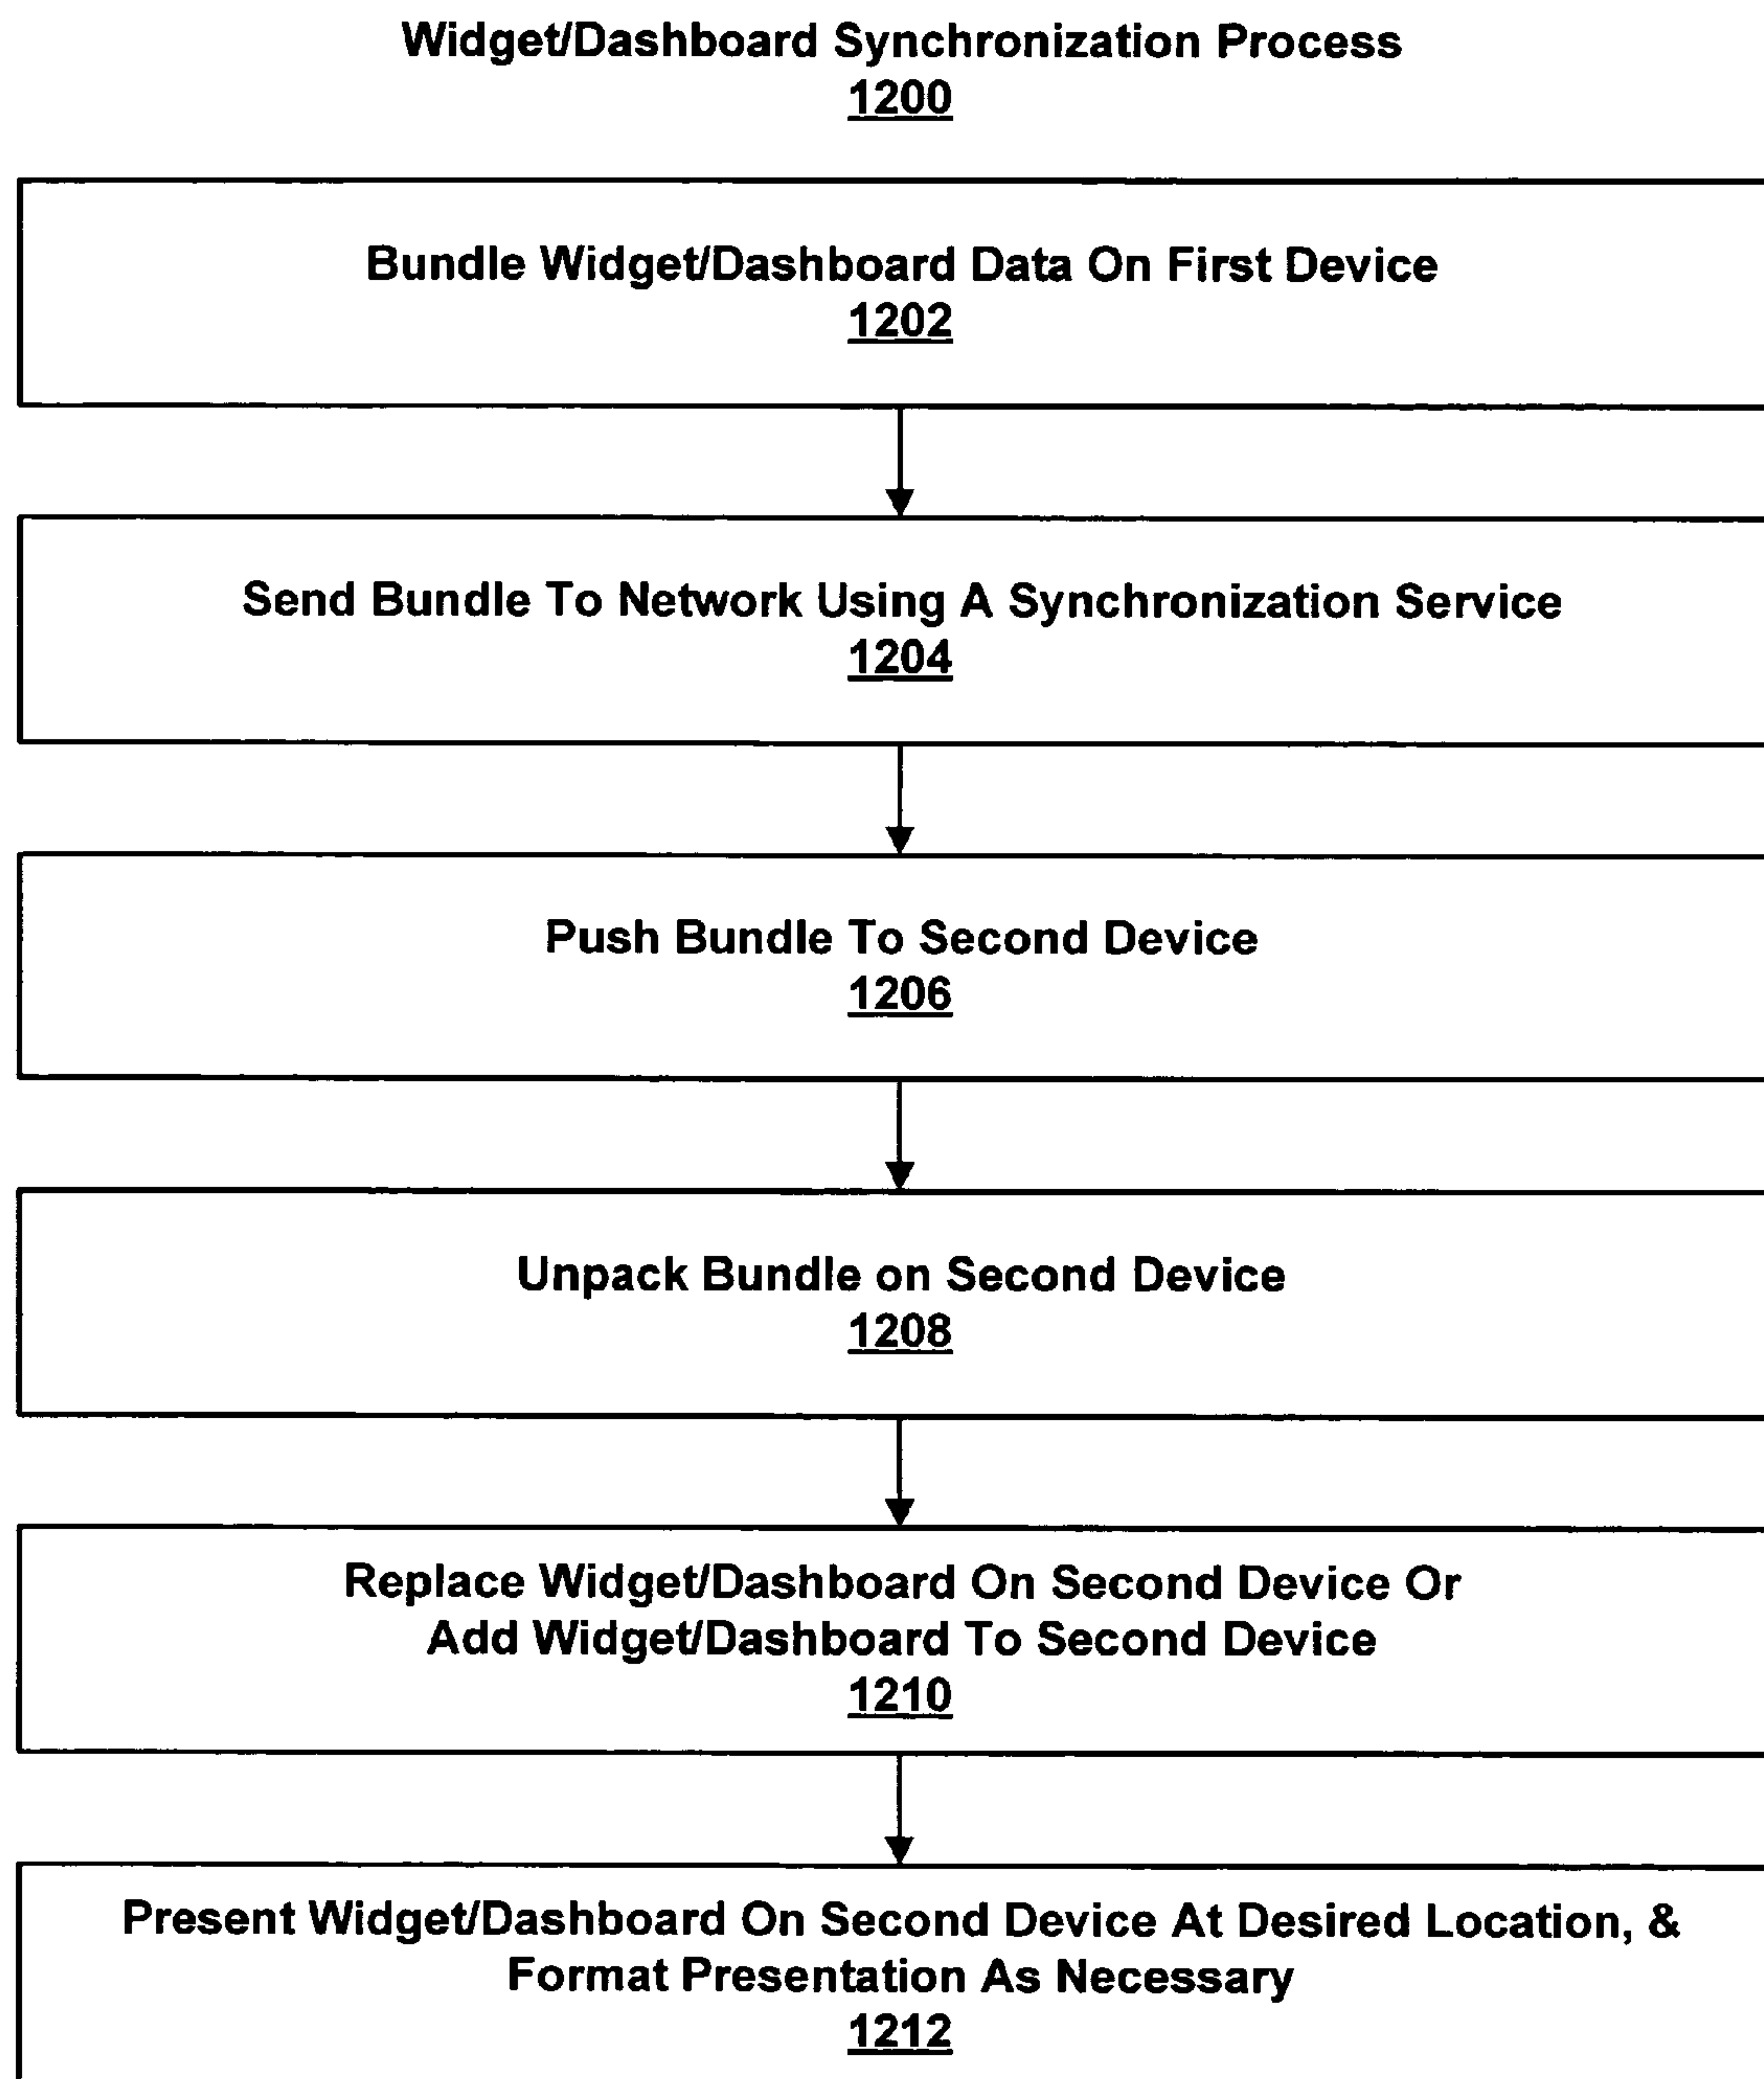 Widget/Dashboard Synchronization Process
1200
Bundle Widget/Dashboard Data On First Device
1202
Send Bundle To Network Using A Synchronization Service
1204
Push Bundle To Second Device
1206
Unpack Bundle on Second Device
1208
Replace Widget/Dashboard On Second Device Or
Add Widget/Dashboard To Second Device
1210
Present Widget/Dashboard On Second Device At Desired Location, &
Format Presentation As Necessary
1212